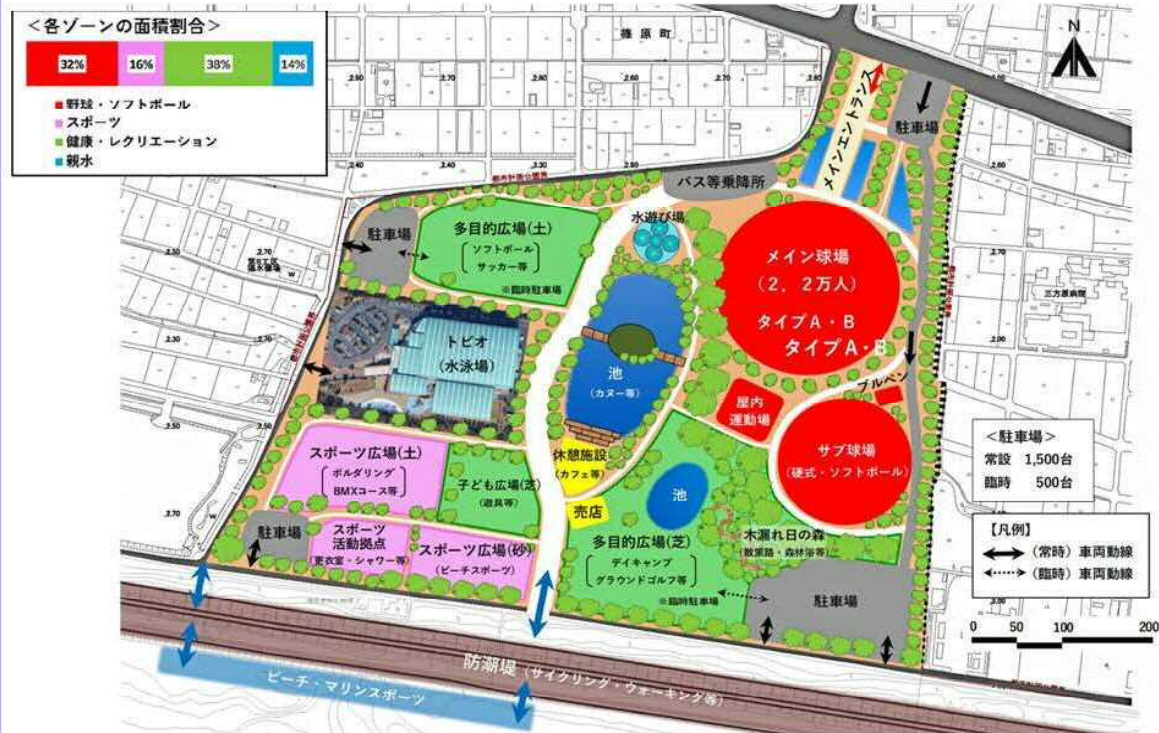 ＜各ゾーンの面積割合＞
32% 16% 38% 14%
■野球・ソフトボール
■スポーツ
■健康・レクリエーション
■親水
篠原町
N
メインエントランス
駐車場
バス等乗降所
都市計画公園界
水遊び場
駐車場
多目的広場(土)
ソフトボール
サッカー等
※臨時駐車場
メイン球場
(2．2万人)
タイプA・B
タイプA・B
三方原病院
トビオ
(水泳場)
池
(カヌー等)
ブルペン
屋内
運動場
サブ球場
(硬式・ソフトボール)
＜駐車場＞
常設 1,500台
臨時 500台
スポーツ広場(土)
ボルダリング
BMXコース等
子ども広場(芝)
(遊具等)
休憩施設
(カフェ等)
売店
池
【凡例】
(常時)車両動線
(臨時)車両動線
駐車場
スポーツ
活動拠点
(更衣室・シャワー等)
スポーツ広場(砂)
(ビーチスポーツ)
多目的広場(芝)
デイキャンプ
グラウンドゴルフ等
※臨時駐車場
木漏れ日の森
(散策路・森林浴等)
駐車場
0 50 100 200
防潮堤(サイクリング・ウォーキング等)
ビーチ・マリンスポーツ